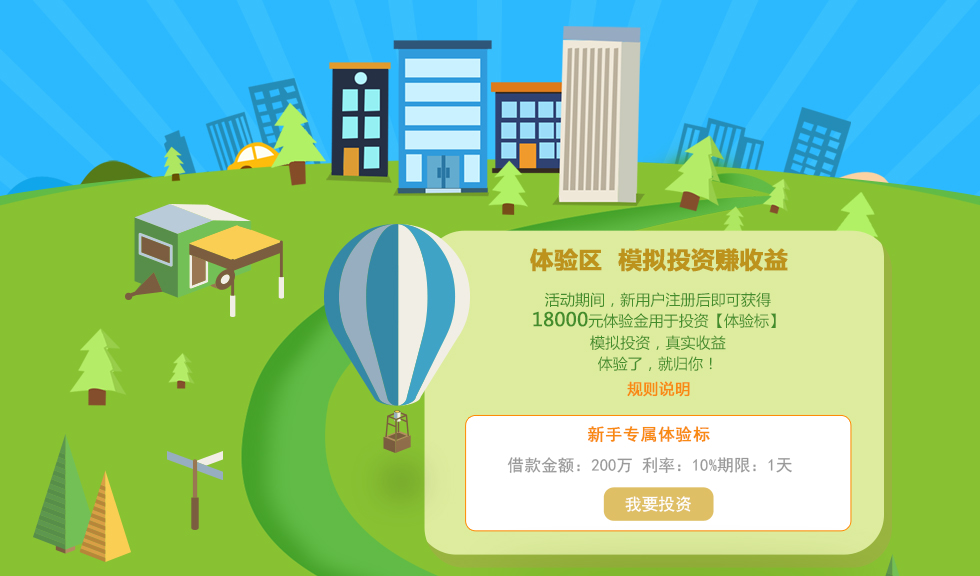 体验区 模拟投资赚收益
活动期间，新用户注册后即可获得
18000元体验金用于投资【体验标】
模拟投资，真实收益
体验了，就归你！
规则说明
新手专属体验标
借款金额：200万 利率：10%期限：1天
我要投资